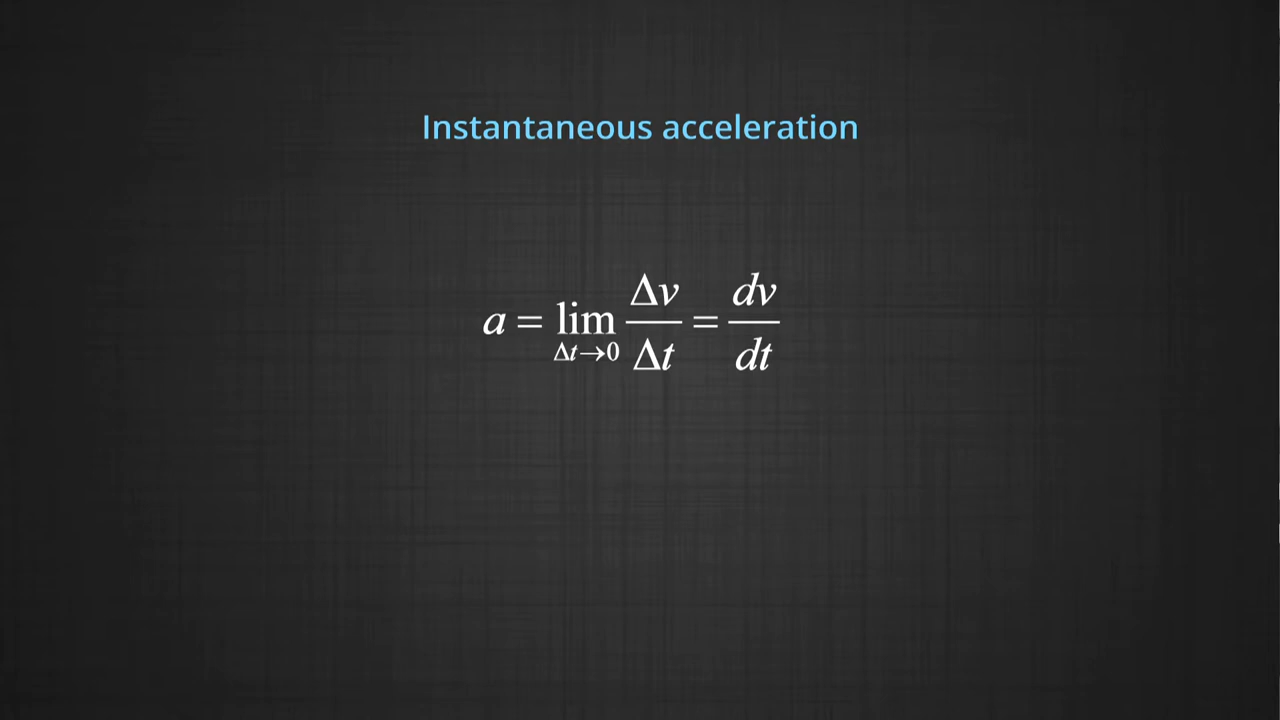 Instantaneous acceleration
a = lim_{Δt→0} Δv/Δt = dv/dt